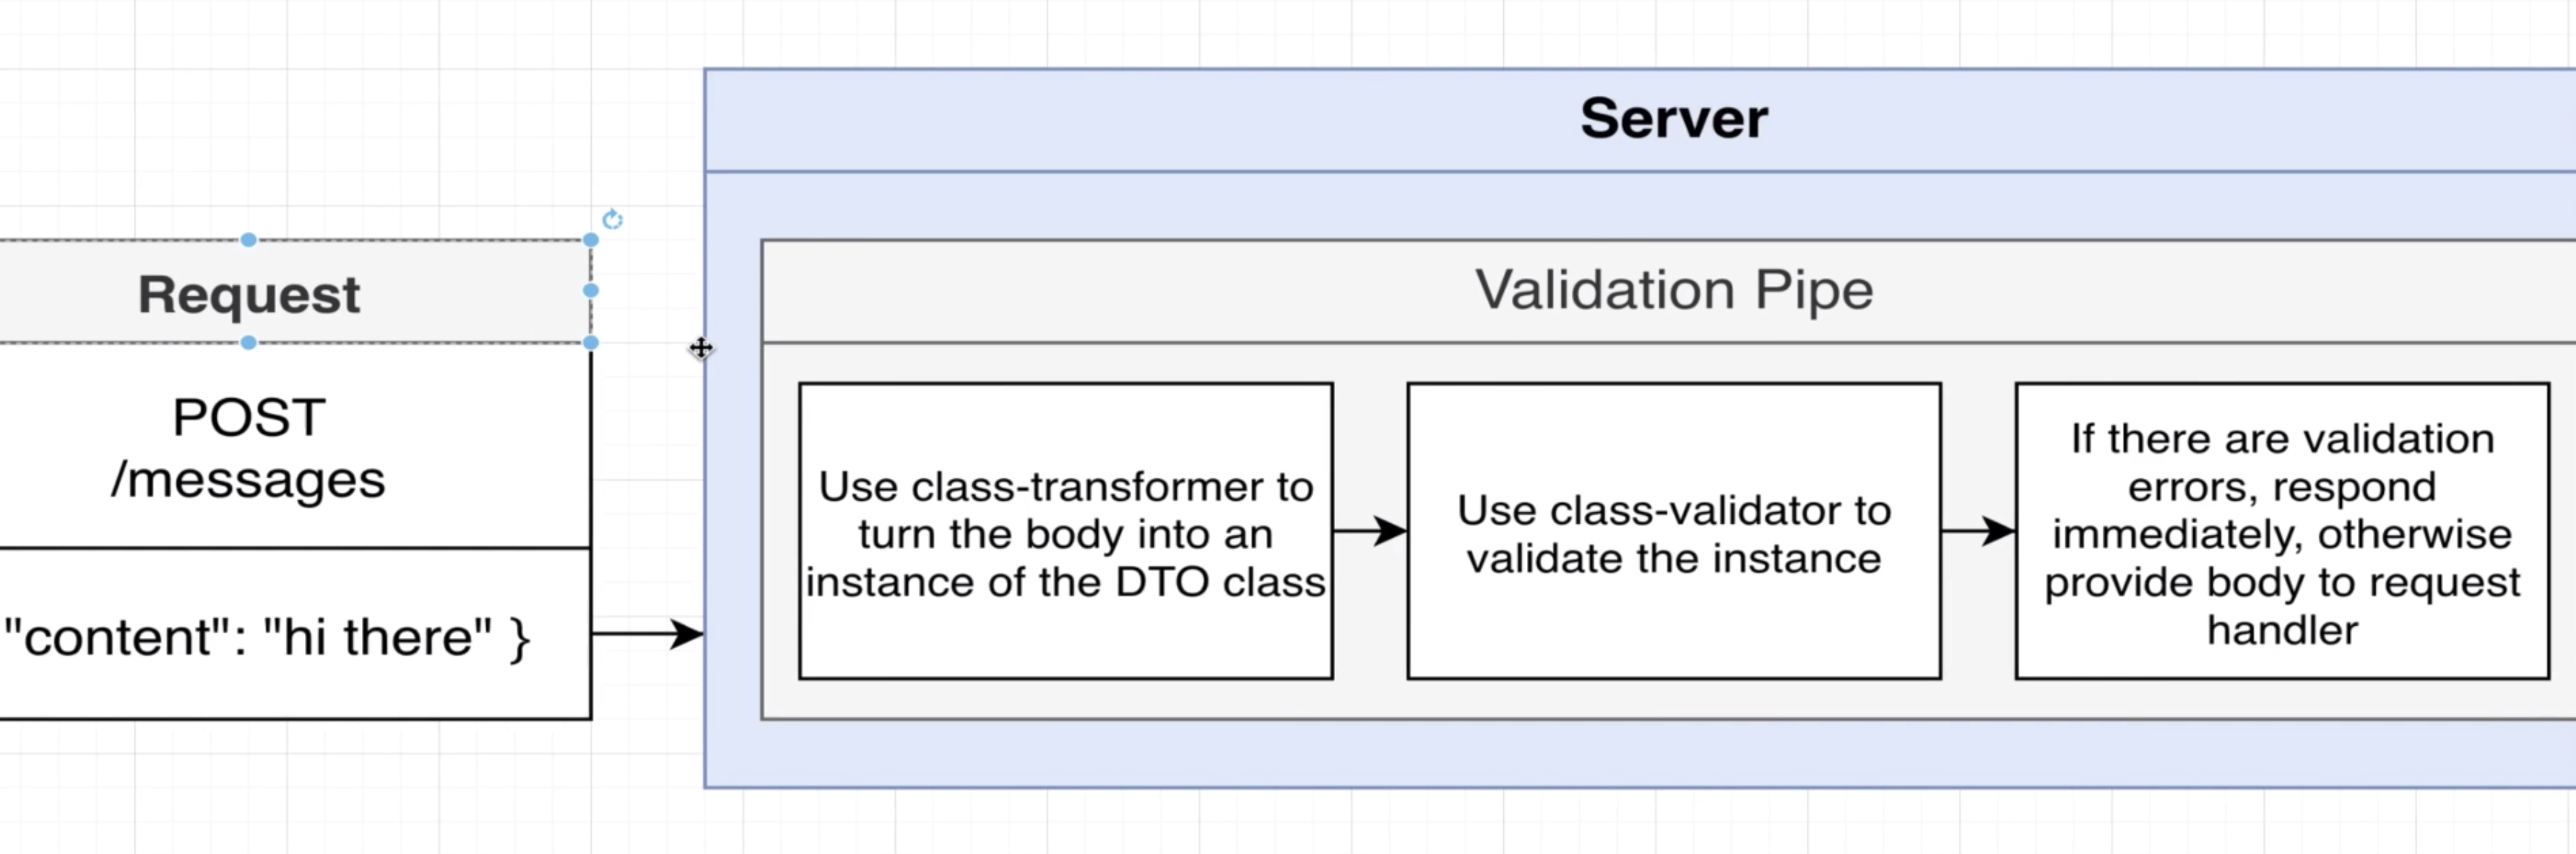 Server
Request
Validation Pipe
POST
/messages
"content": "hi there" }
Use class-transformer to
turn the body into an
instance of the DTO class
Use class-validator to
validate the instance
If there are validation
errors, respond
immediately, otherwise
provide body to request
handler